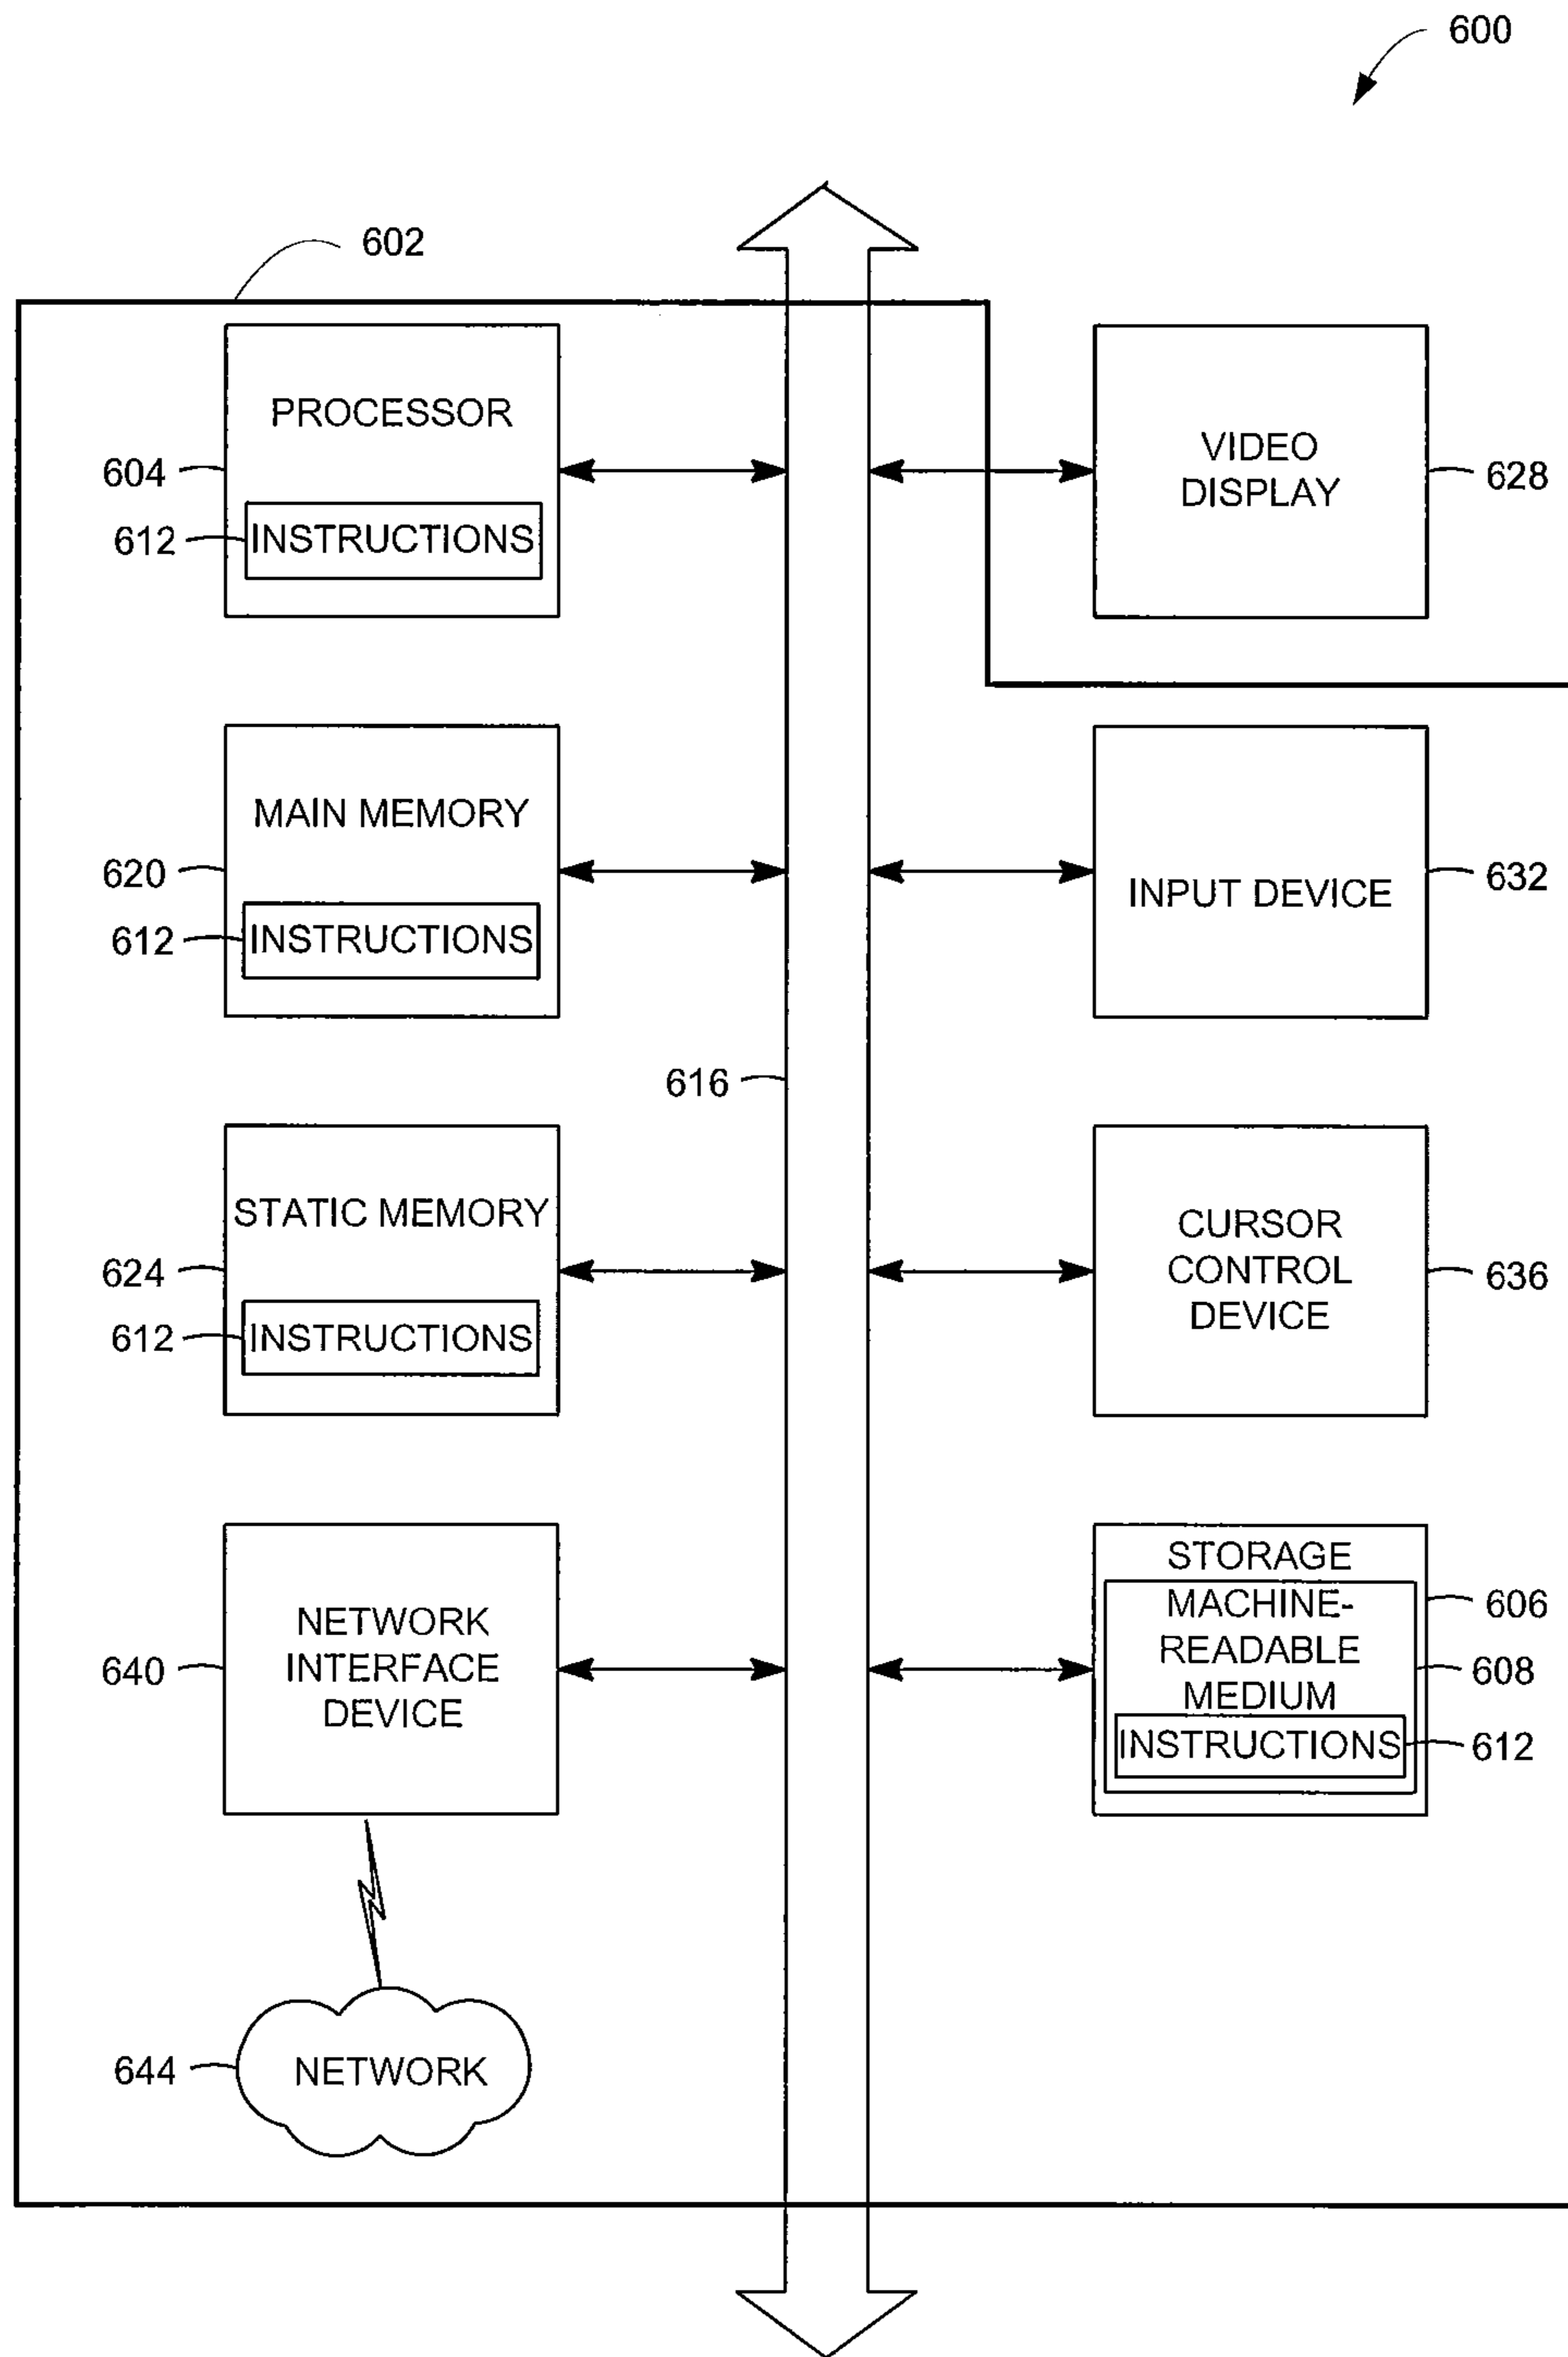 600
602
PROCESSOR
604
612
INSTRUCTIONS
VIDEO
DISPLAY
628
MAIN MEMORY
620
612
INSTRUCTIONS
INPUT DEVICE
632
616
STATIC MEMORY
624
612
INSTRUCTIONS
CURSOR
CONTROL
DEVICE
636
NETWORK
INTERFACE
DEVICE
640
STORAGE
MACHINE-
READABLE
MEDIUM
606
608
INSTRUCTIONS
612
644
NETWORK